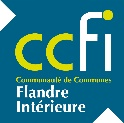 ccfi
Communauté de Communes
Flandre
Intérieure